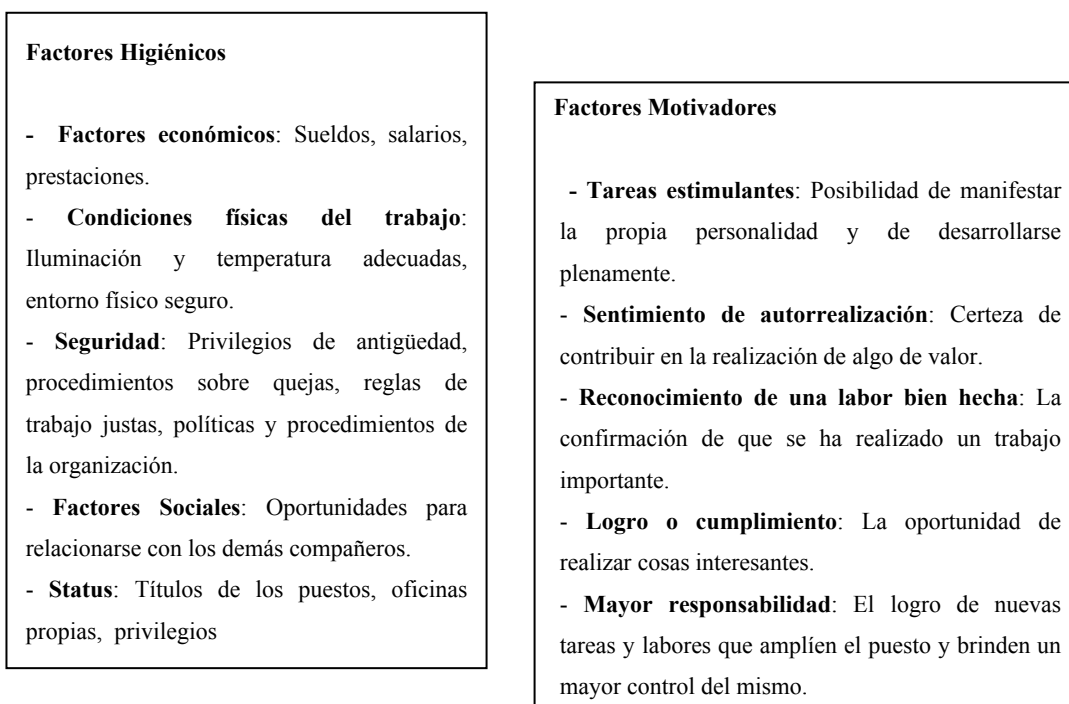 Factores Higiénicos
- Factores económicos: Sueldos, salarios,
prestaciones.
- Condiciones físicas del trabajo:
Iluminación y temperatura adecuadas,
entorno físico seguro.
- Seguridad: Privilegios de antigüedad,
procedimientos sobre quejas, reglas de
trabajo justas, políticas y procedimientos de
la organización.
- Factores Sociales: Oportunidades para
relacionarse con los demás compañeros.
- Status: Títulos de los puestos, oficinas
propias, privilegios
Factores Motivadores
- Tareas estimulantes: Posibilidad de manifestar
la propia personalidad y de desarrollarse
plenamente.
- Sentimiento de autorrealización: Certeza de
contribuir en la realización de algo de valor.
- Reconocimiento de una labor bien hecha: La
confirmación de que se ha realizado un trabajo
importante.
- Logro o cumplimiento: La oportunidad de
realizar cosas interesantes.
- Mayor responsabilidad: El logro de nuevas
tareas y labores que amplíen el puesto y brinden un
mayor control del mismo.